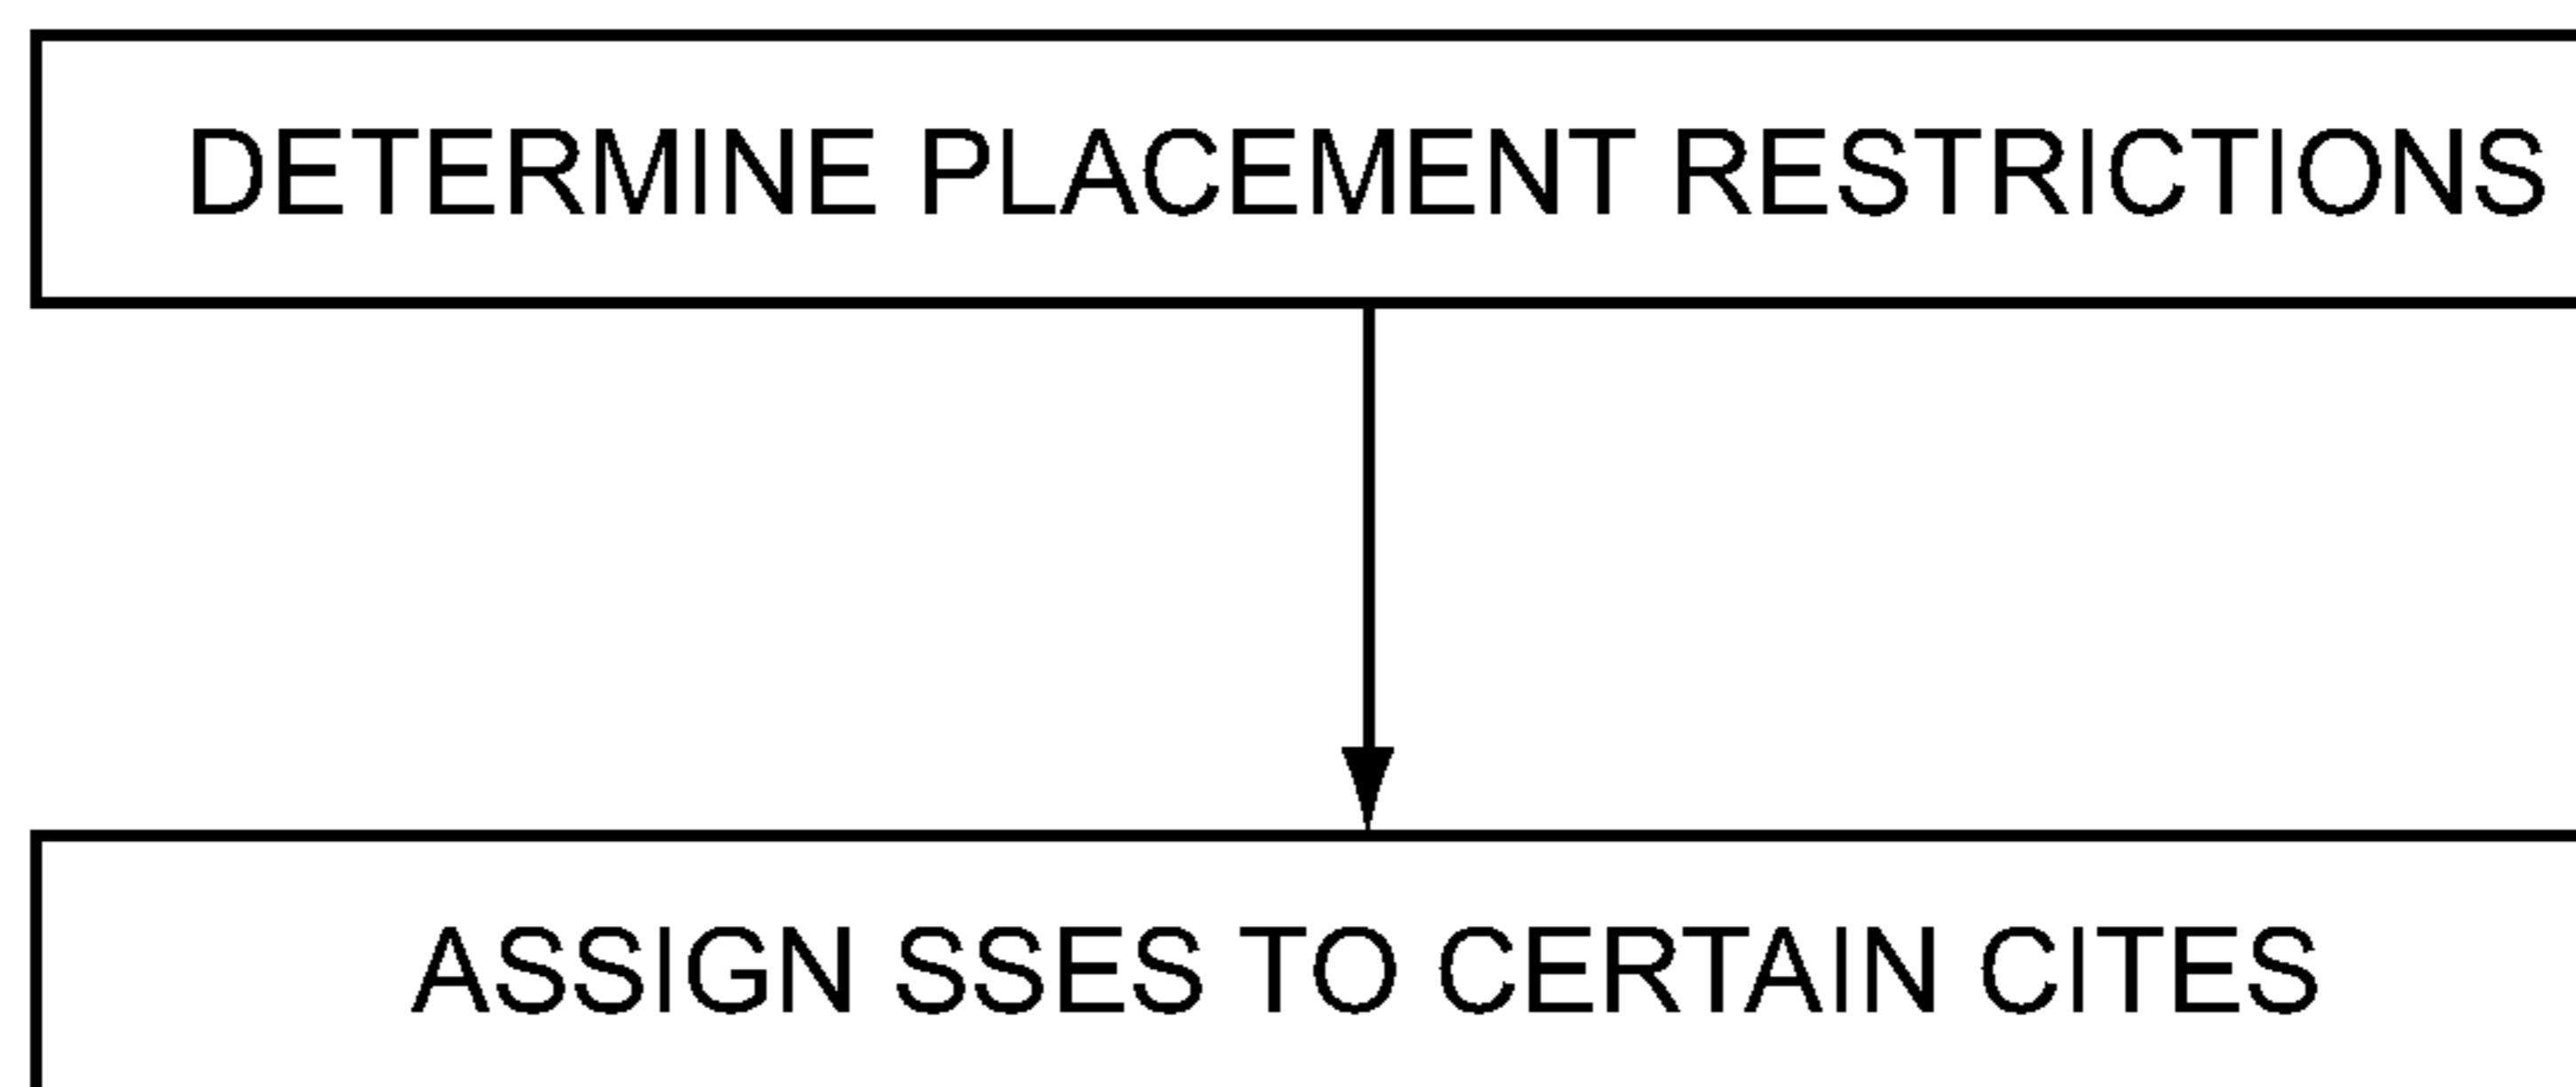 DETERMINE PLACEMENT RESTRICTIONS
ASSIGN SSES TO CERTAIN CITES